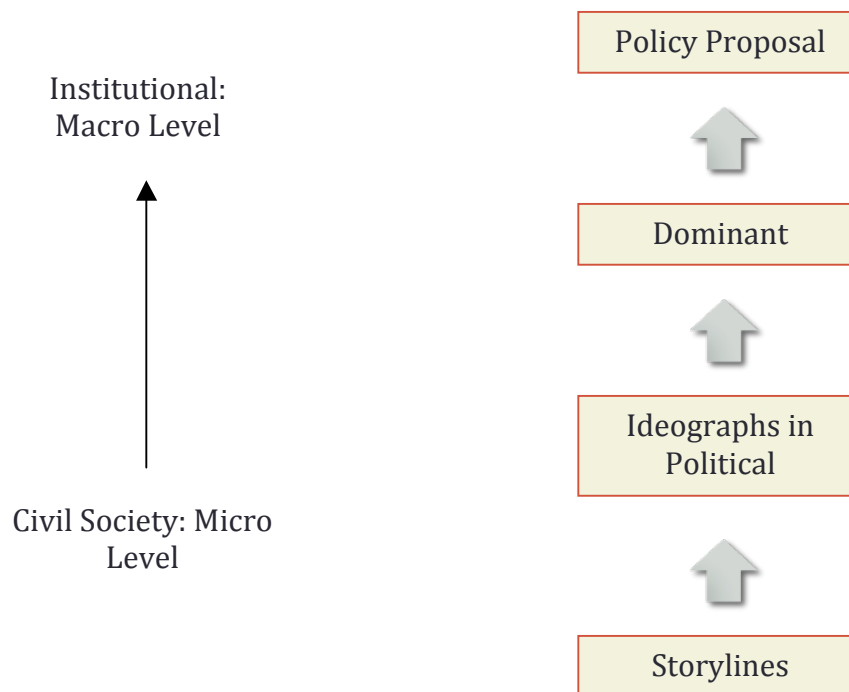 Policy Proposal
Institutional:
Macro Level
Dominant
Ideographs in
Political
Civil Society: Micro
Level
Storylines